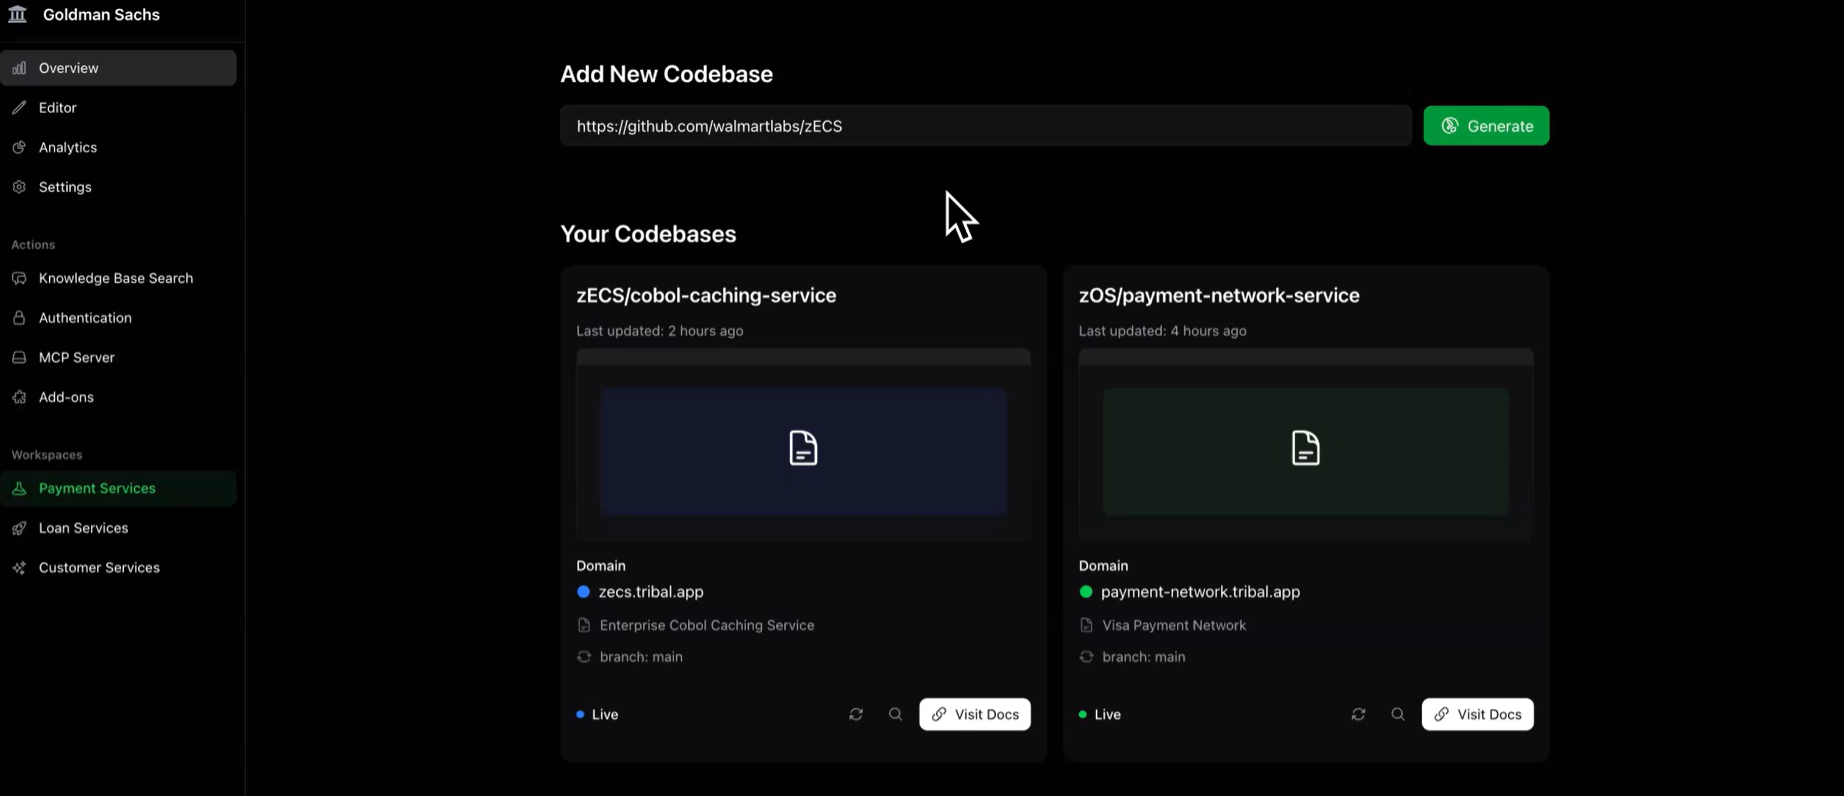 Goldman Sachs
Overview
Editor
Analytics
Settings
Actions
Knowledge Base Search
Authentication
MCP Server
Add-ons
Workspaces
Payment Services
Loan Services
Customer Services
Add New Codebase
https://github.com/walmartlabs/zECS
Generate
Your Codebases
zECS/cobol-caching-service
Last updated: 2 hours ago
Domain
zecs.tribal.app
Enterprise Cobol Caching Service
branch: main
Live
Visit Docs
zOS/payment-network-service
Last updated: 4 hours ago
Domain
payment-network.tribal.app
Visa Payment Network
branch: main
Live
Visit Docs